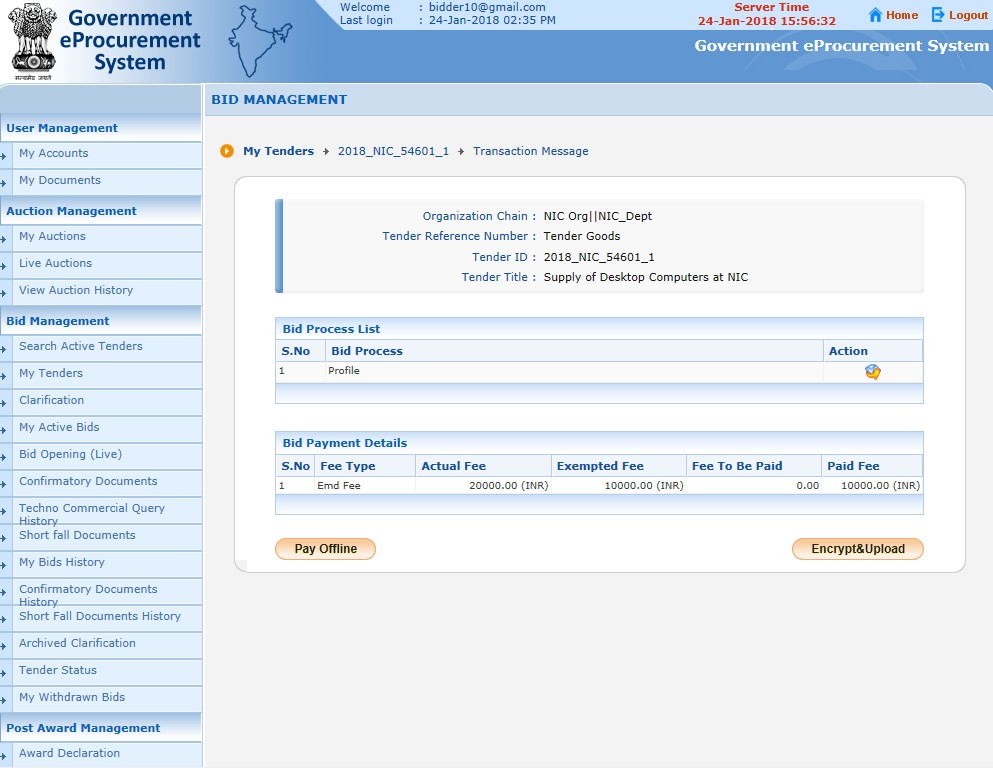 Government
eProcurement
System
सत्यमेव जयते
Welcome : bidder10@gmail.com
Last login : 24-Jan-2018 02:35 PM
Server Time
24-Jan-2018 15:56:32
Home
Logout
Government eProcurement System
BID MANAGEMENT
User Management
My Accounts
My Documents
Auction Management
My Auctions
Live Auctions
View Auction History
Bid Management
Search Active Tenders
My Tenders
Clarification
My Active Bids
Bid Opening (Live)
Confirmatory Documents
Techno Commercial Query
History
Short fall Documents
My Bids History
Confirmatory Documents
History
Short Fall Documents History
Archived Clarification
Tender Status
My Withdrawn Bids
Post Award Management
Award Declaration
My Tenders 2018_NIC_54601_1 Transaction Message
Organization Chain : NIC Org||NIC_Dept
Tender Reference Number : Tender Goods
Tender ID : 2018_NIC_54601_1
Tender Title : Supply of Desktop Computers at NIC
Bid Process List
S.No Bid Process Action
1 Profile
Bid Payment Details
S.No Fee Type Actual Fee Exempted Fee Fee To Be Paid Paid Fee
1 Emd Fee 20000.00 (INR) 10000.00 (INR) 0.00 10000.00 (INR)
Pay Offline
Encrypt&Upload